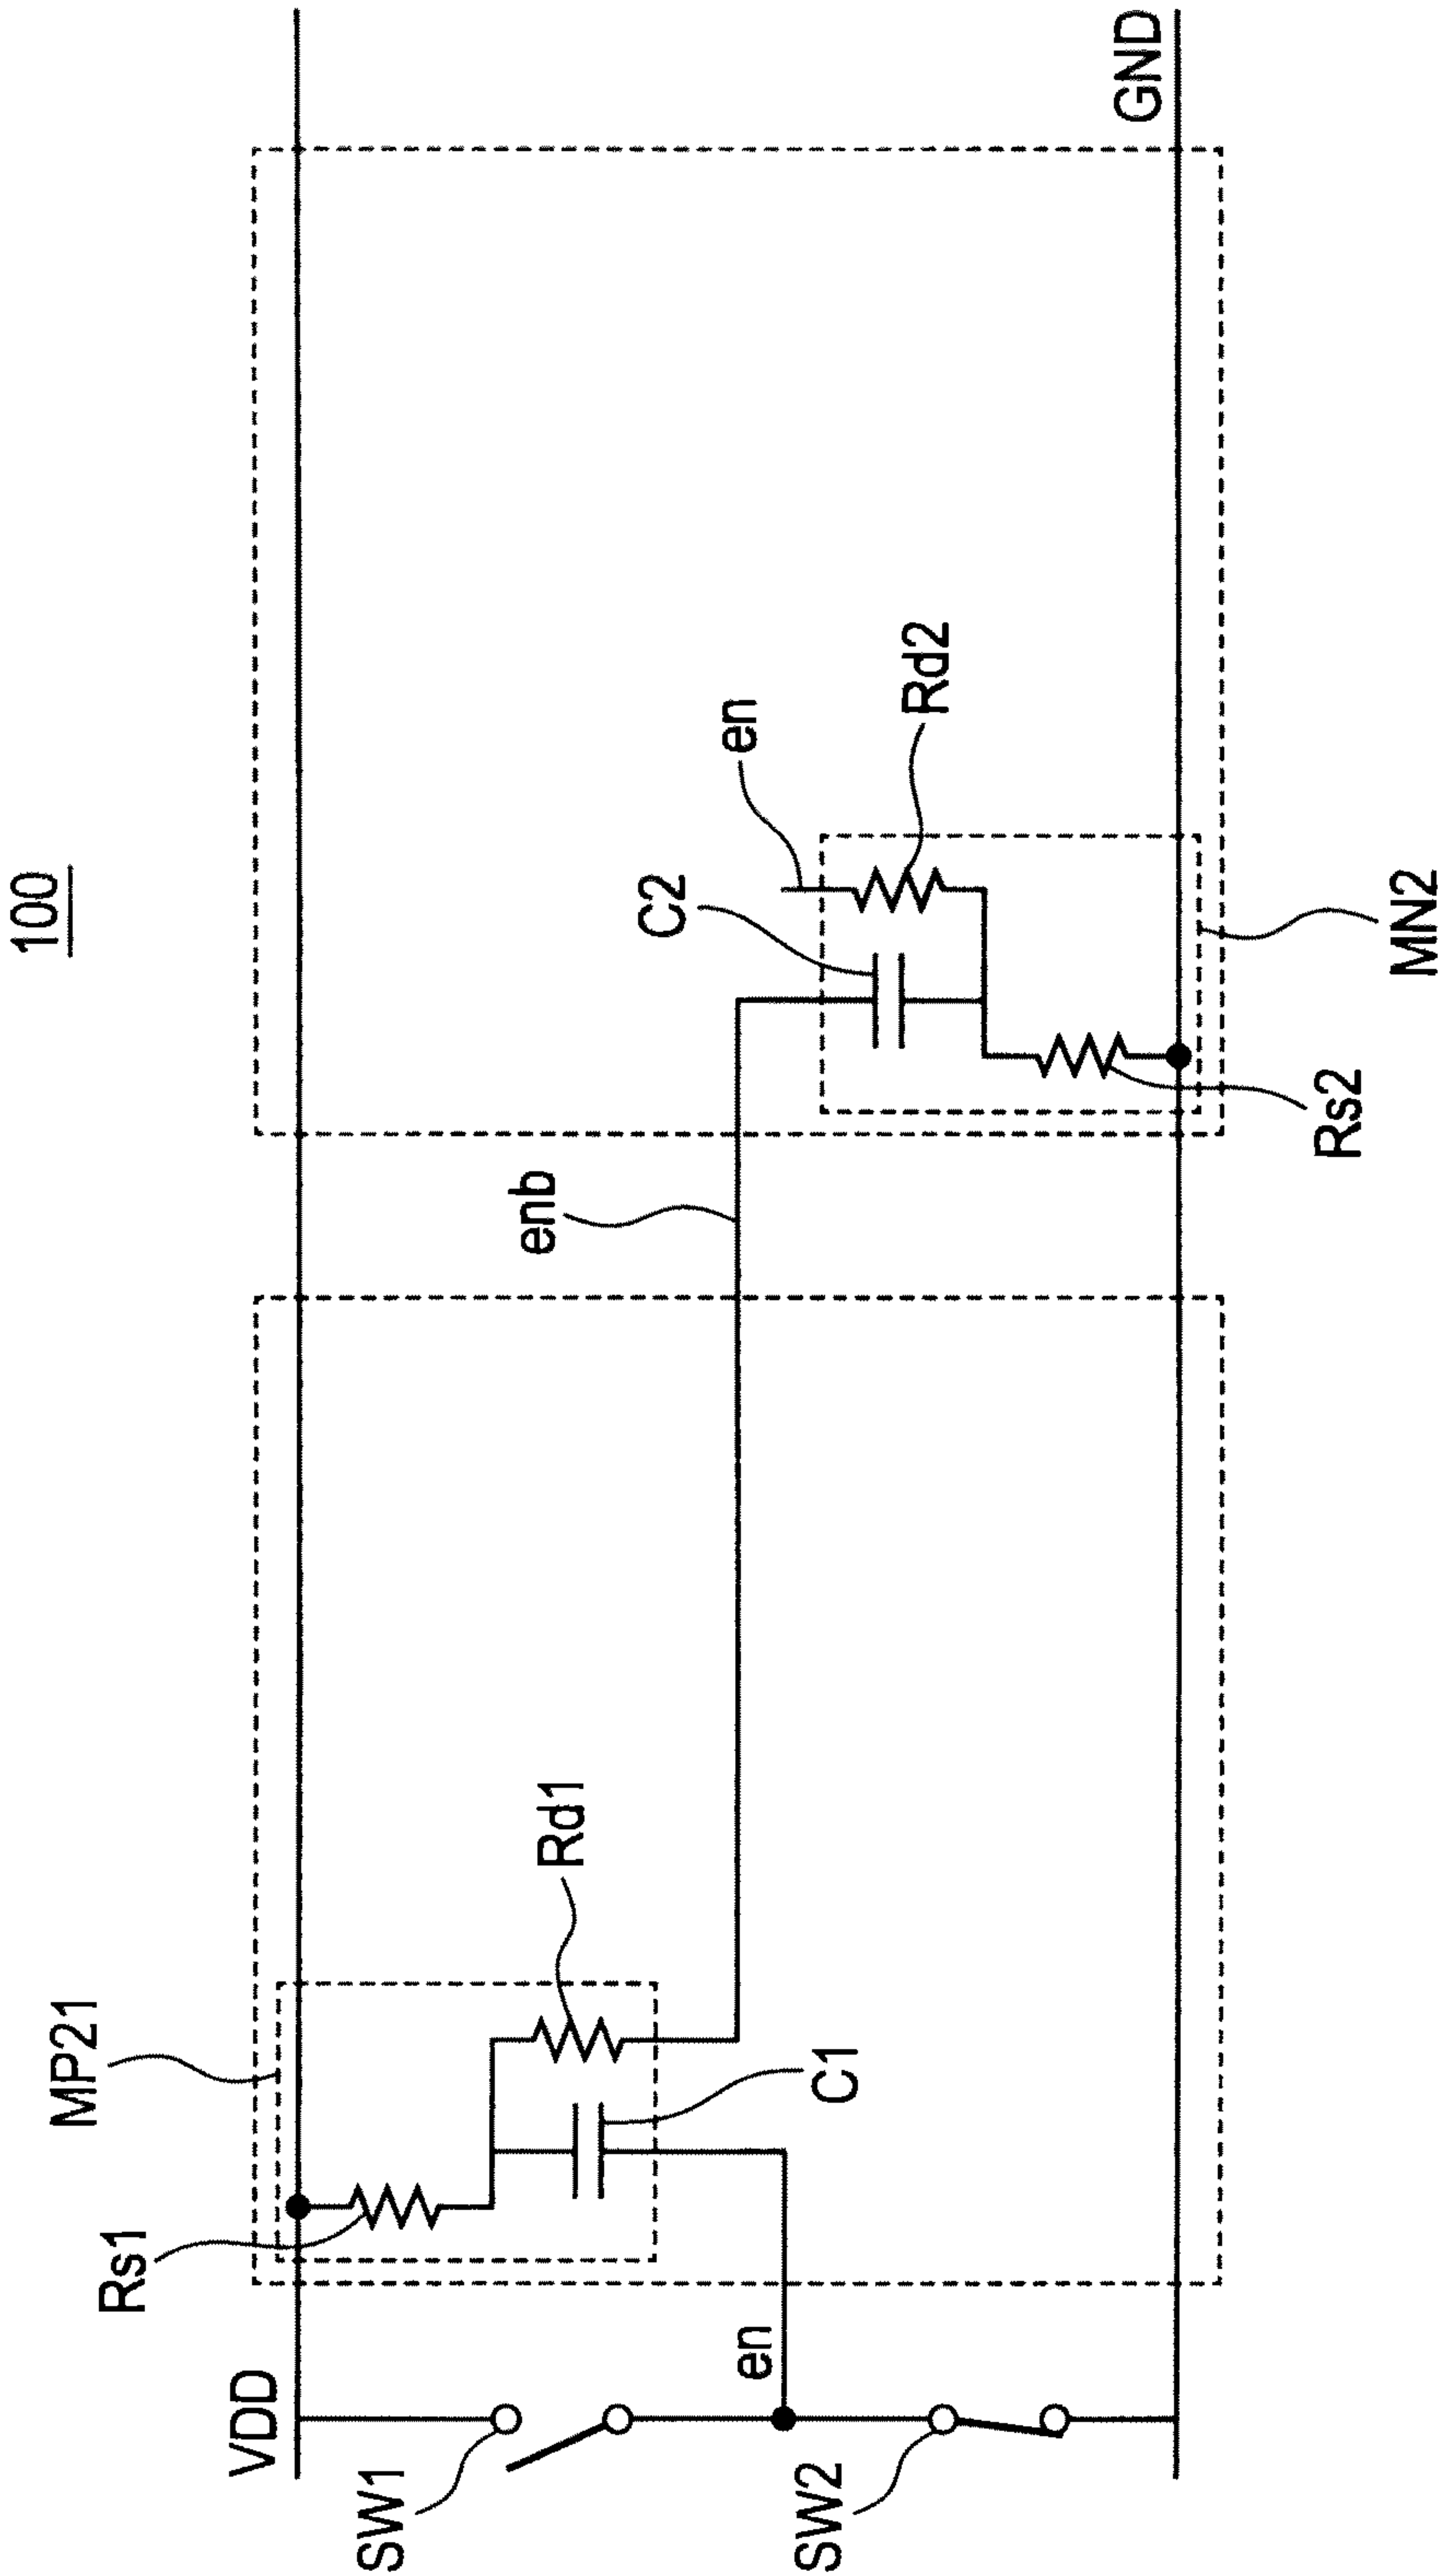 100
VDD
GND
MP21
Rs1
Rd1
C1
SW1
en
SW2
enb
C2
en
Rd2
Rs2
MN2